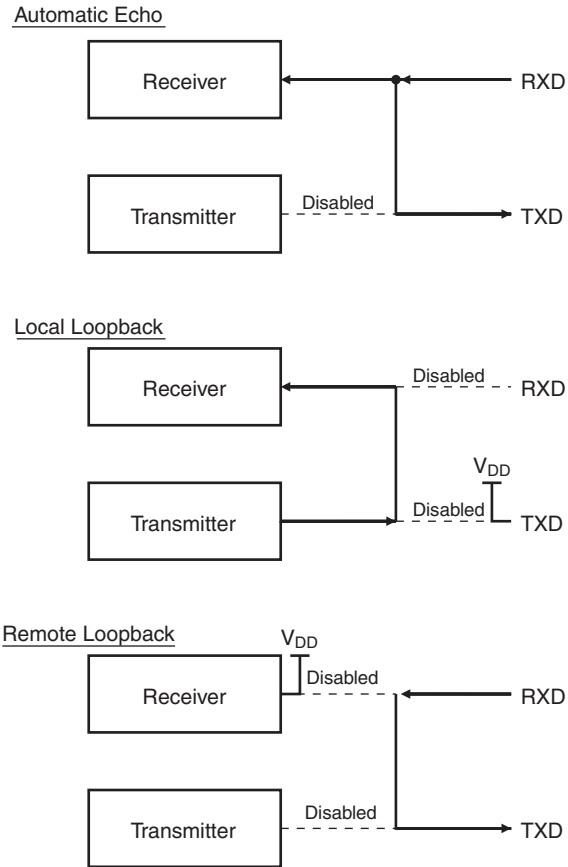 Automatic Echo
Receiver
RXD
Transmitter
Disabled
TXD
Local Loopback
Receiver
Disabled
RXD
VDD
Transmitter
Disabled
TXD
Remote Loopback
VDD
Receiver
Disabled
RXD
Transmitter
Disabled
TXD